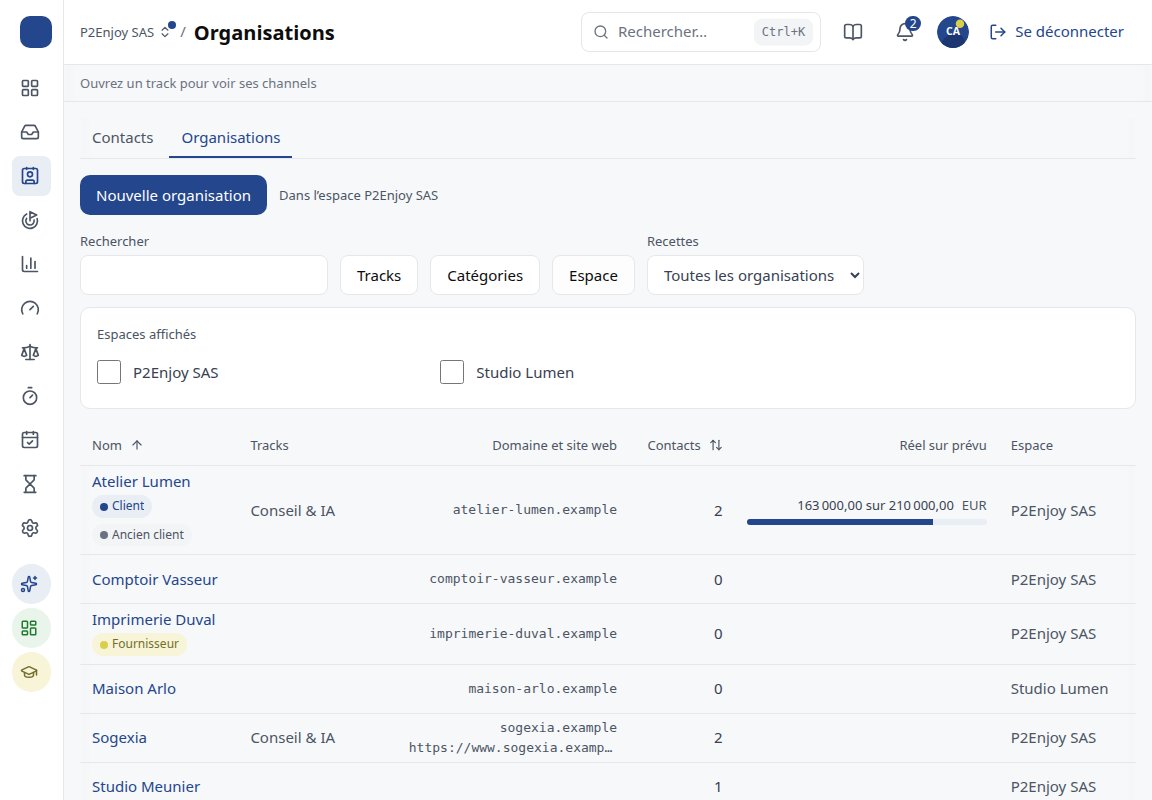 P2Enjoy SAS / Organisations
Rechercher… Ctrl+K
2
CA
Se déconnecter
Ouvrez un track pour voir ses channels
Contacts Organisations
Nouvelle organisation Dans l’espace P2Enjoy SAS
Rechercher Recettes
Tracks Catégories Espace Toutes les organisations
Espaces affichés
P2Enjoy SAS Studio Lumen
Nom Tracks Domaine et site web Contacts Réel sur prévu Espace
Atelier Lumen
Client
Ancien client
Conseil & IA atelier-lumen.example 2 163 000,00 sur 210 000,00 EUR P2Enjoy SAS
Comptoir Vasseur comptoir-vasseur.example 0 P2Enjoy SAS
Imprimerie Duval
Fournisseur
imprimerie-duval.example 0 P2Enjoy SAS
Maison Arlo maison-arlo.example 0 Studio Lumen
Sogexia Conseil & IA sogexia.example
https://www.sogexia.examp… 2 P2Enjoy SAS
Studio Meunier 1 P2Enjoy SAS